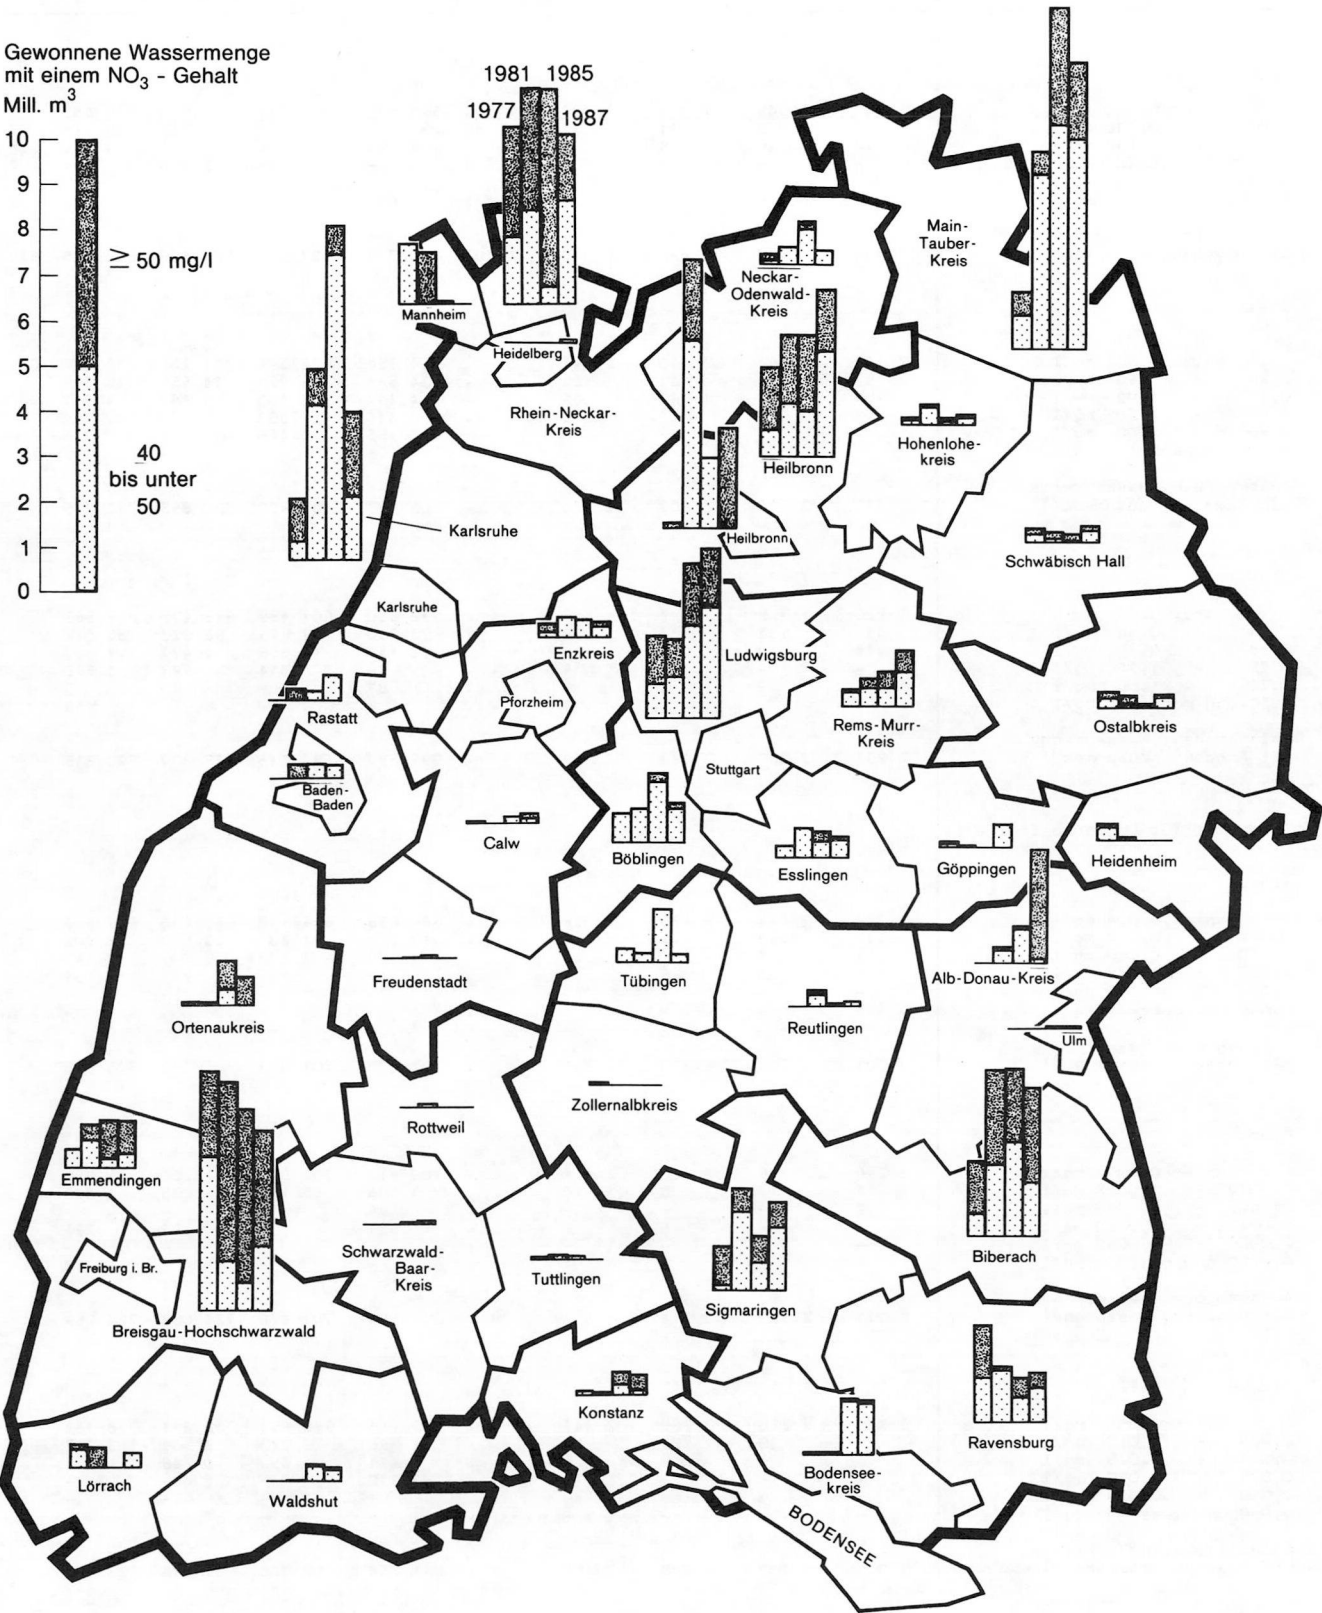 Gewonnene Wassermenge
mit einem NO₃ - Gehalt
Mill. m³
10
9
8
7
6
5
4
3
2
1
0
≥ 50 mg/l
40
bis unter
50
1981 1985
1977 1987
Mannheim
Heidelberg
Rhein-Neckar-
Kreis
Neckar-
Odenwald-
Kreis
Main-
Tauber-
Kreis
Heilbronn
Hohenlohe-
kreis
Karlsruhe
Heilbronn
Schwäbisch Hall
Karlsruhe
Enzkreis
Ludwigsburg
Pforzheim
Rastatt
Rems-Murr-
Kreis
Ostalbkreis
Baden-
Baden
Stuttgart
Calw
Böblingen
Esslingen
Göppingen
Heidenheim
Freudenstadt
Tübingen
Alb-Donau-Kreis
Ortenaukreis
Reutlingen
Ulm
Zollernalbkreis
Rottweil
Emmendingen
Schwarzwald-
Baar-
Kreis
Freiburg i. Br.
Tuttlingen
Biberach
Sigmaringen
Breisgau-Hochschwarzwald
Konstanz
Ravensburg
Lörrach
Waldshut
Bodensee-
kreis
BODENSEE